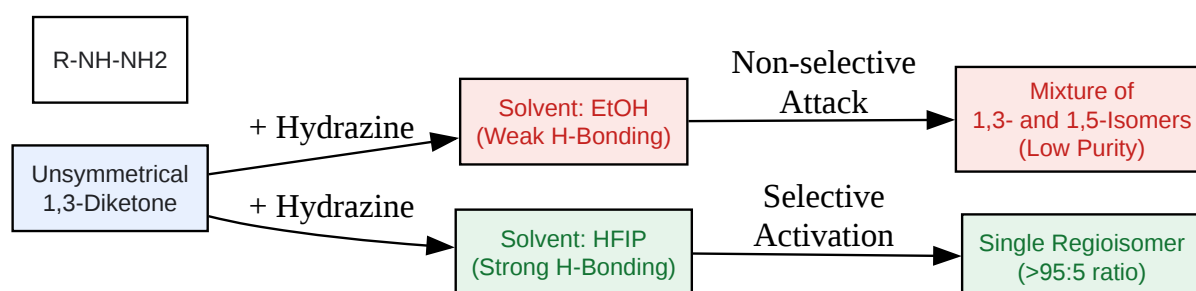 R-NH-NH2
Unsymmetrical
1,3-Diketone
+ Hydrazine
+ Hydrazine
Solvent: EtOH
(Weak H-Bonding)
Solvent: HFIP
(Strong H-Bonding)
Non-selective
Attack
Selective
Activation
Mixture of
1,3- and 1,5-Isomers
(Low Purity)
Single Regioisomer
(>95:5 ratio)